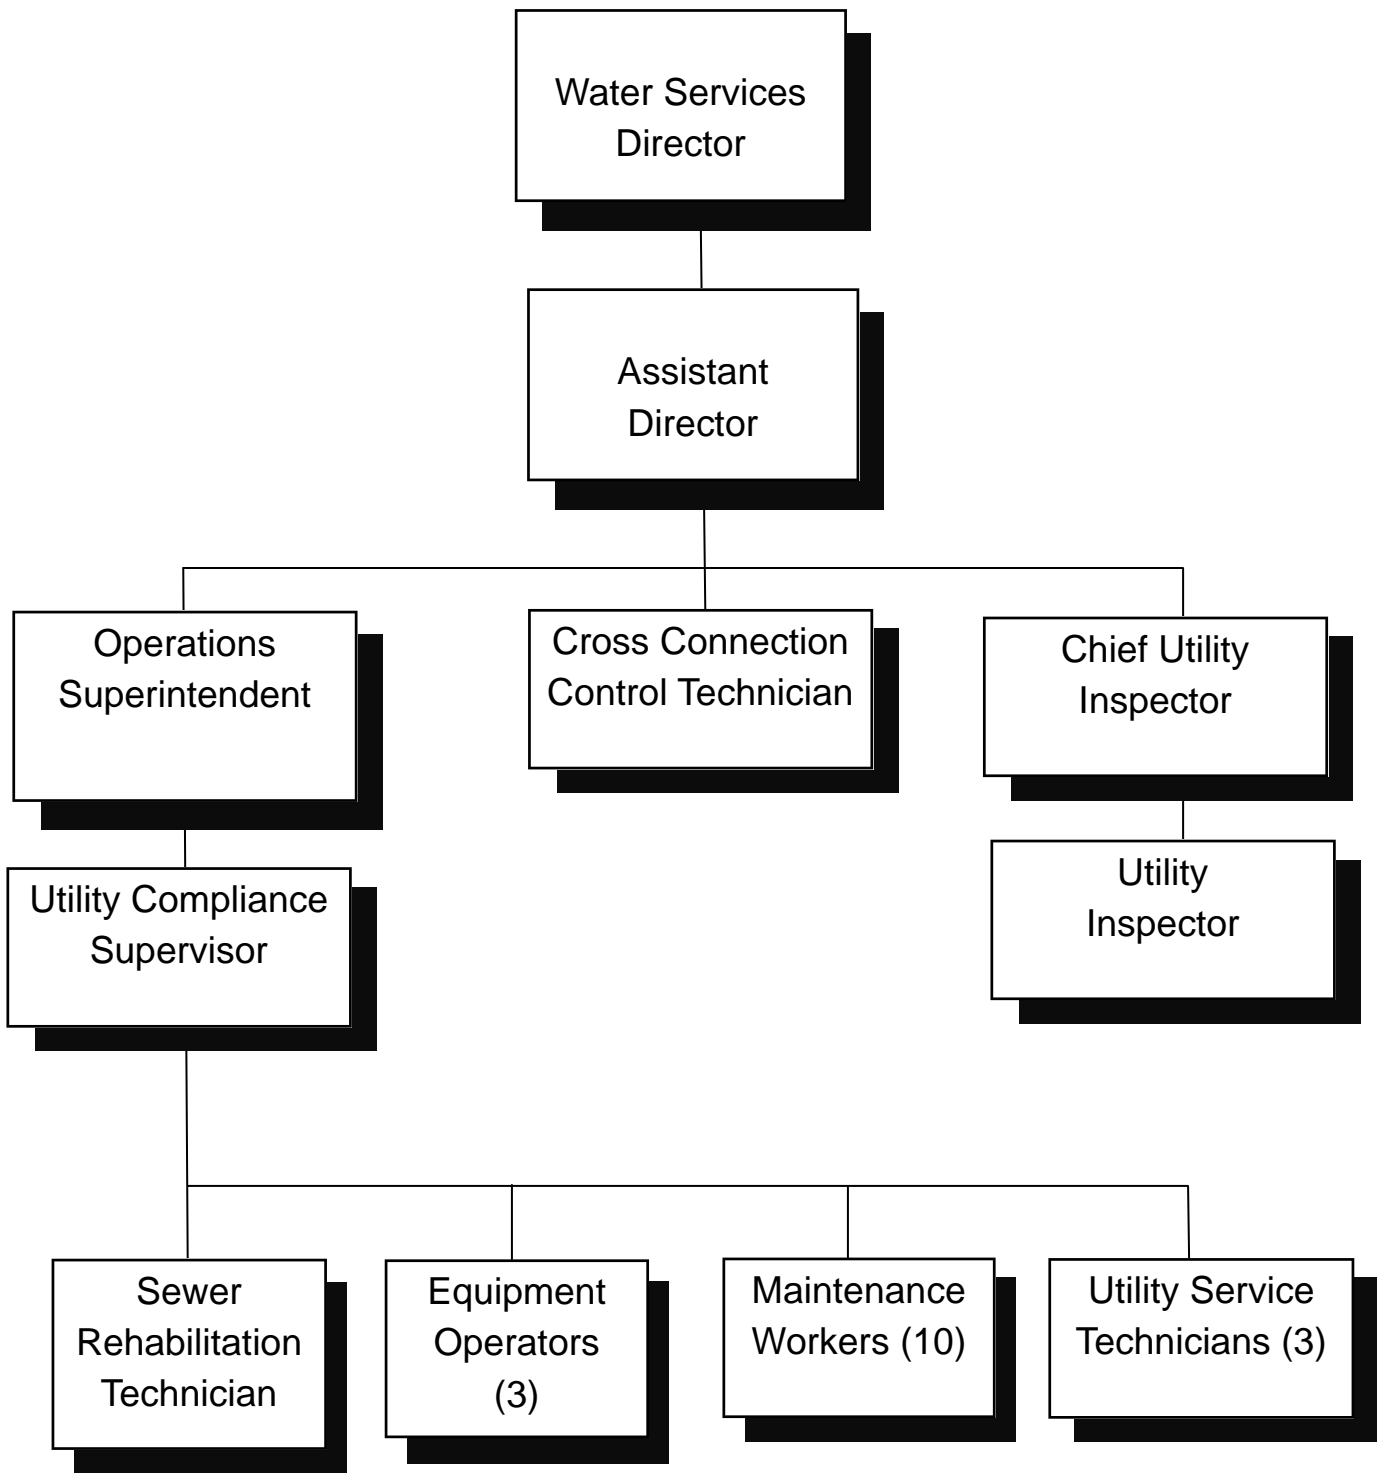 Water Services
Director
Assistant
Director
Operations
Superintendent
Cross Connection
Control Technician
Chief Utility
Inspector
Utility Compliance
Supervisor
Utility
Inspector
Sewer
Rehabilitation
Technician
Equipment
Operators
(3)
Maintenance
Workers (10)
Utility Service
Technicians (3)